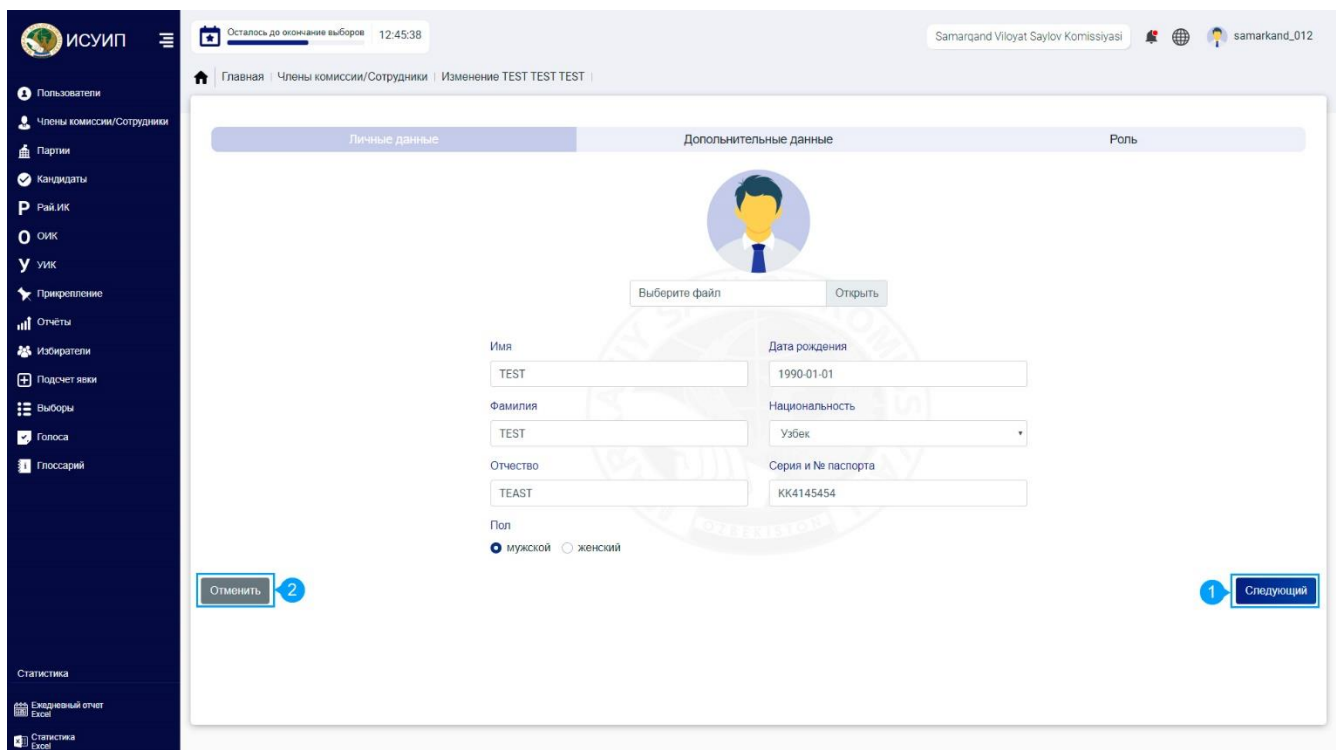 ИСУИП
Осталось до окончание выборов 12:45:38
Samarqand Viloyat Saylov Komissiyasi
samarkand_012
Главная | Члены комиссии/Сотрудники | Изменение TEST TEST TEST |
Пользователи
Члены комиссии/Сотрудники
Партии
Кандидаты
P Рай.ИК
О ОИК
У УИК
Прикрепление
Отчёты
Избиратели
Подсчет явки
Выборы
Голоса
Глоссарий
Статистика
Ежедневный отчет
Excel
Статистика
Excel
Личные данные Дополнительные данные Роль
Выберите файл Открыть
Имя Дата рождения
TEST 1990-01-01
Фамилия Национальность
TEST Узбек
Отчество Серия и № паспорта
TEAST КК4145454
Пол
мужской женский
Отменить 2
1 Следующий
OZBEKISTON